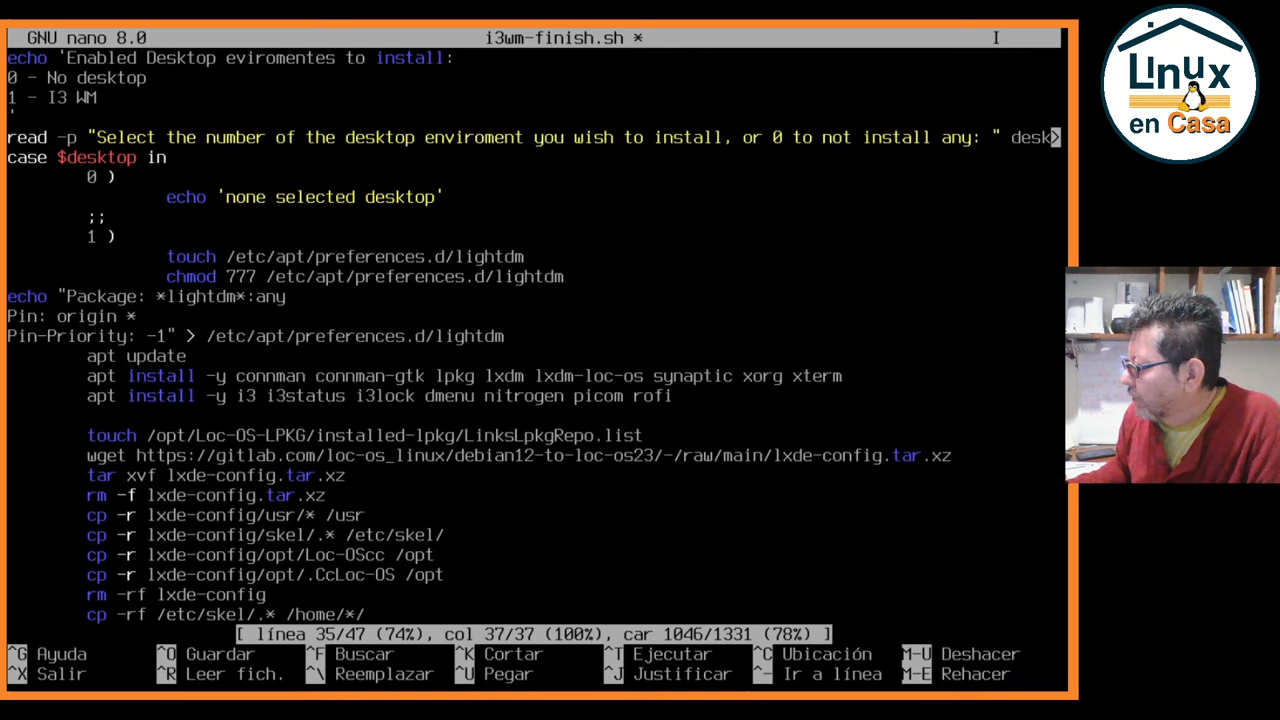 GNU nano 8.0 i3wm-finish.sh * I
echo 'Enabled Desktop eviromentes to install:
0 - No desktop
1 - I3 WM
'
read -p "Select the number of the desktop enviroment you wish to install, or 0 to not install any: " desk>
case $desktop in
0 )
echo 'none selected desktop'
;;
1 )
touch /etc/apt/preferences.d/lightdm
chmod 777 /etc/apt/preferences.d/lightdm
echo "Package: *lightdm*:any
Pin: origin *
Pin-Priority: -1" > /etc/apt/preferences.d/lightdm
apt update
apt install -y connman connman-gtk lpkg lxdm lxdm-loc-os synaptic xorg xterm
apt install -y i3 i3status i3lock dmenu nitrogen picom rofi
touch /opt/Loc-OS-LPKG/installed-lpkg/LinksLpkgRepo.list
wget https://gitlab.com/loc-os_linux/debian12-to-loc-os23/-/raw/main/lxde-config.tar.xz
tar xvf lxde-config.tar.xz
rm -f lxde-config.tar.xz
cp -r lxde-config/usr/* /usr
cp -r lxde-config/skel/.* /etc/skel/
cp -r lxde-config/opt/Loc-OScc /opt
cp -r lxde-config/opt/.CcLoc-OS /opt
rm -rf lxde-config
cp -rf /etc/skel/.* /home/*/
[ línea 35/47 (74%), col 37/37 (100%), car 1046/1331 (78%) ]
^G Ayuda ^O Guardar ^F Buscar ^K Cortar ^T Ejecutar ^C Ubicación M-U Deshacer
^X Salir ^R Leer fich. ^\ Reemplazar ^U Pegar ^J Justificar ^- Ir a línea M-E Rehacer
Linux
en Casa